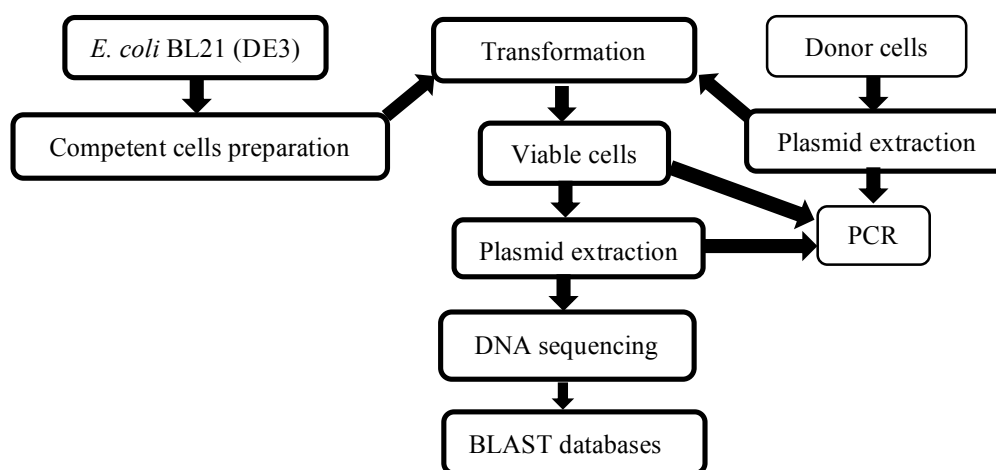 E. coli BL21 (DE3)
Transformation
Donor cells
Competent cells preparation
Viable cells
Plasmid extraction
Plasmid extraction
PCR
DNA sequencing
BLAST databases